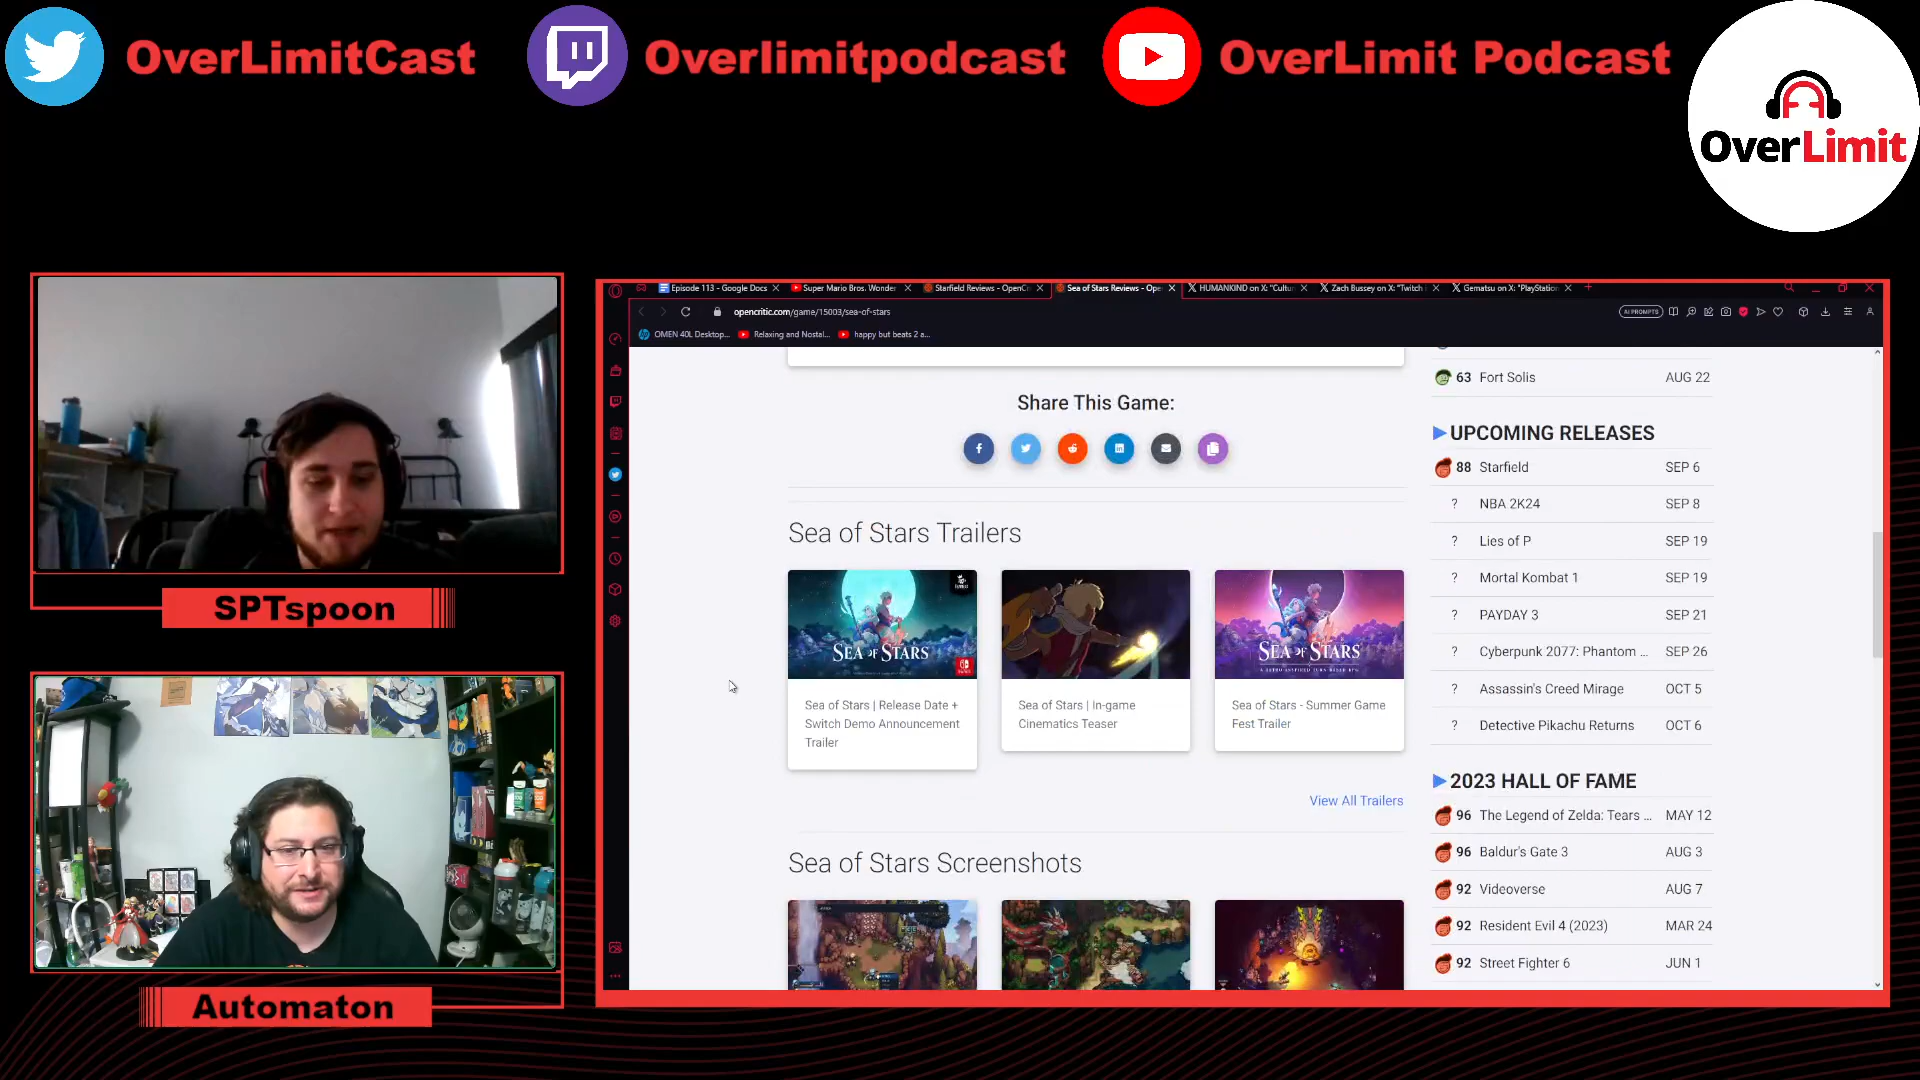 OverLimitCast
Overlimitpodcast
OverLimit Podcast
OverLimit
Episode 113 - Google Docs
Super Mario Bros. Wonder
Starfield Reviews - OpenCr
Sea of Stars Reviews - Ope
HUMANKIND on X: "Cultur
Zach Bussey on X: "Twitch
Gematsu on X: "PlayStation
opencritic.com/game/15003/sea-of-stars
AI PROMPTS
OMEN 40L Desktop...
Relaxing and Nostal...
happy but beats 2 a...
63 Fort Solis AUG 22
Share This Game:
UPCOMING RELEASES
88 Starfield SEP 6
? NBA 2K24 SEP 8
? Lies of P SEP 19
? Mortal Kombat 1 SEP 19
? PAYDAY 3 SEP 21
? Cyberpunk 2077: Phantom ... SEP 26
? Assassin's Creed Mirage OCT 5
? Detective Pikachu Returns OCT 6
Sea of Stars Trailers
SEA OF STARS
SEA OF STARS
Sea of Stars | Release Date +
Switch Demo Announcement
Trailer
Sea of Stars | In-game
Cinematics Teaser
Sea of Stars - Summer Game
Fest Trailer
View All Trailers
2023 HALL OF FAME
96 The Legend of Zelda: Tears ... MAY 12
96 Baldur's Gate 3 AUG 3
92 Videoverse AUG 7
92 Resident Evil 4 (2023) MAR 24
92 Street Fighter 6 JUN 1
Sea of Stars Screenshots
SPTspoon
Automaton